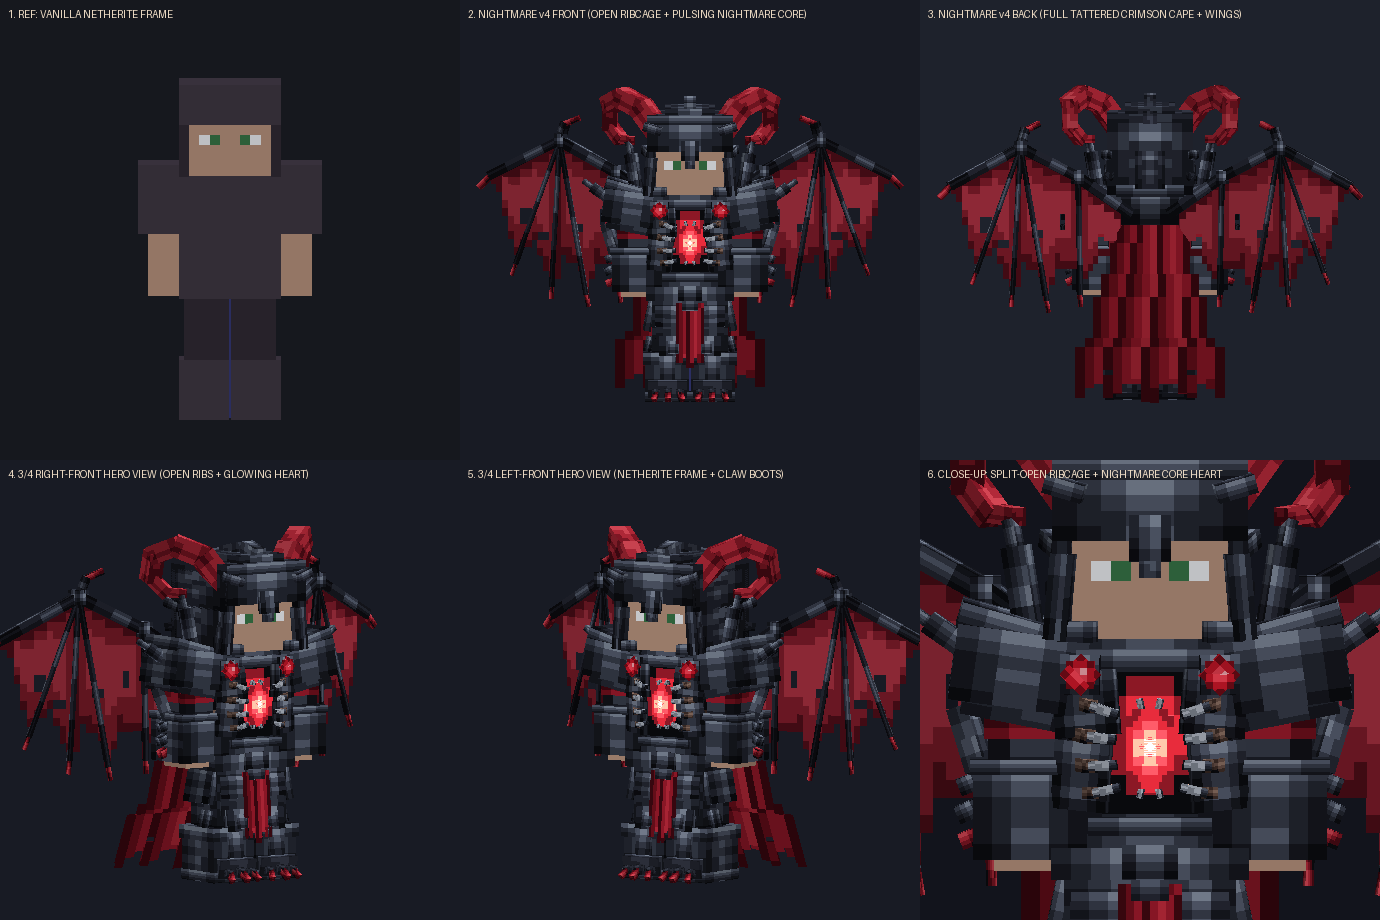 1. REF: VANILLA NETHERITE FRAME
2. NIGHTMARE v4 FRONT (OPEN RIBCAGE + PULSING NIGHTMARE CORE)
3. NIGHTMARE v4 BACK (FULL TATTERED CRIMSON CAPE + WINGS)
4. 3/4 RIGHT-FRONT HERO VIEW (OPEN RIBS + GLOWING HEART)
5. 3/4 LEFT-FRONT HERO VIEW (NETHERITE FRAME + CLAW BOOTS)
6. CLOSE-UP: SPLIT-OPEN RIBCAGE + NIGHTMARE CORE HEART